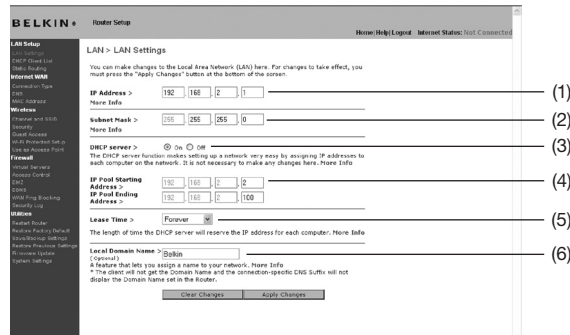 BELKIN
Router Setup
Home|Help|Logout Internet Status: Not Connected
LAN Setup
LAN Settings
DHCP Client List
Static Routing
Internet WAN
Connection Type
DNS
MAC Address
Wireless
Channel and SSID
Security
Guest Access
Wi-Fi Protected Setup
Use as Access Point
Firewall
Virtual Servers
Access Control
DMZ
DDNS
WAN Ping Blocking
Security Log
Utilities
Restart Router
Restore Factory Default
Save/Backup Settings
Restore Previous Settings
Firmware Update
System Settings
LAN > LAN Settings
You can make changes to the Local Area Network (LAN) here. For changes to take effect, you
must press the "Apply Changes" button at the bottom of the screen.
IP Address > 192 . 168 . 2 . 1 (1)
More Info
Subnet Mask > 255 . 255 . 255 . 0 (2)
More Info
DHCP server > On Off (3)
The DHCP server function makes setting up a network very easy by assigning IP addresses to
each computer on the network. It is not necessary to make any changes here. More Info
IP Pool Starting
Address > 192 . 168 . 2 . 2 (4)
IP Pool Ending
Address > 192 . 168 . 2 . 100
Lease Time > Forever (5)
The length of time the DHCP server will reserve the IP address for each computer. More Info
Local Domain Name > Belkin (6)
(Optional)
A feature that lets you assign a name to your network. More Info
* The client will not get the Domain Name and the connection-specific DNS Suffix will not
display the Domain Name set in the Router.
Clear Changes Apply Changes